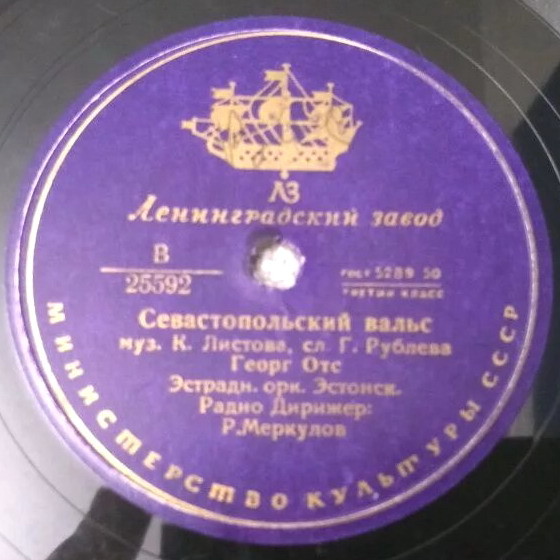 ЛЗ
Ленинградский завод
В
25592
ГОСТ 5289 50
третий класс
Севастопольский вальс
муз. К. Листова, сл Г. Рублева
Георг Отс
Эстрадн. орк. Эстонск.
Радио Дирижер:
Р.Меркулов
МИНИСТЕРСТВО КУЛЬТУРЫ СССР